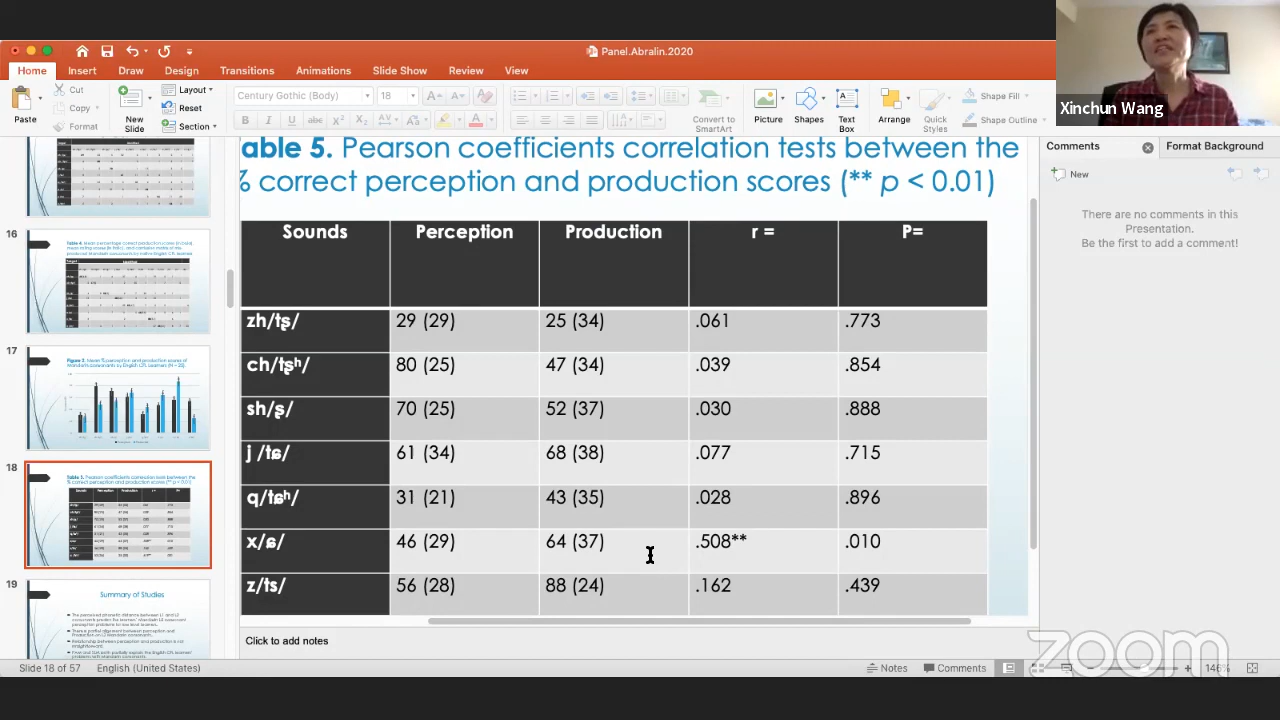 Panel.Abralin.2020
Home Insert Draw Design Transitions Animations Slide Show Review View
Paste
Cut
Copy
Format
New
Slide
Layout
Reset
Section
Century Gothic (Body) 18
Convert to
SmartArt
Picture
Shapes
Text
Box
Arrange
Quick
Styles
Shape Fill
Shape Outline
Xinchun Wang
Comments
Format Background
New
There are no comments in this
Presentation.
Be the first to add a comment!
16
17
18
19
Summary of Studies
able 5. Pearson coefficients correlation tests between the
% correct perception and production scores (** p < 0.01)
Sounds Perception Production r = P=
zh/tʂ/ 29 (29) 25 (34) .061 .773
ch/tʂʰ/ 80 (25) 47 (34) .039 .854
sh/ʂ/ 70 (25) 52 (37) .030 .888
j /tɕ/ 61 (34) 68 (38) .077 .715
q/tɕʰ/ 31 (21) 43 (35) .028 .896
x/ɕ/ 46 (29) 64 (37) .508** .010
z/ts/ 56 (28) 88 (24) .162 .439
Click to add notes
Slide 18 of 57 English (United States)
Notes Comments 146%
zoom